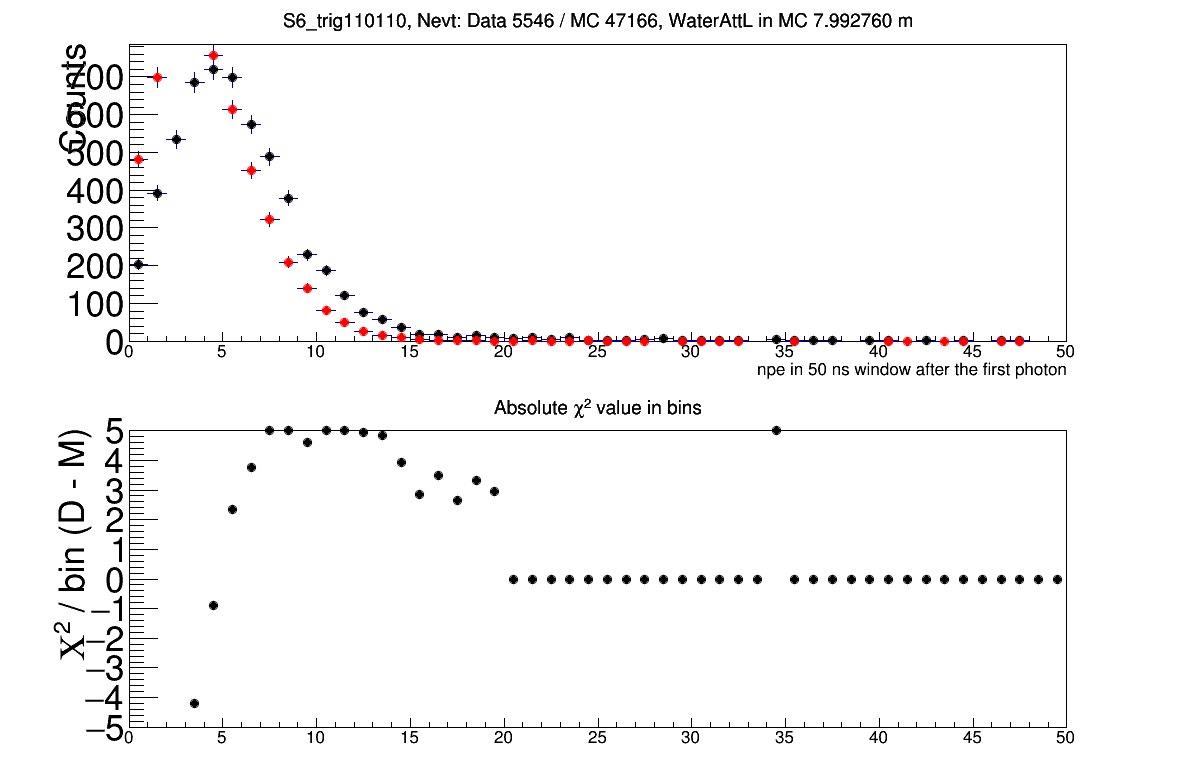 S6_trig110110, Nevt: Data 5546 / MC 47166, WaterAttL in MC 7.992760 m
Counts
700
600
500
400
300
200
100
0
0 5 10 15 20 25 30 35 40 45 50
npe in 50 ns window after the first photon
Absolute χ² value in bins
X² / bin (D - M)
5
4
3
2
1
0
−1
−2
−3
−4
−5
0 5 10 15 20 25 30 35 40 45 50